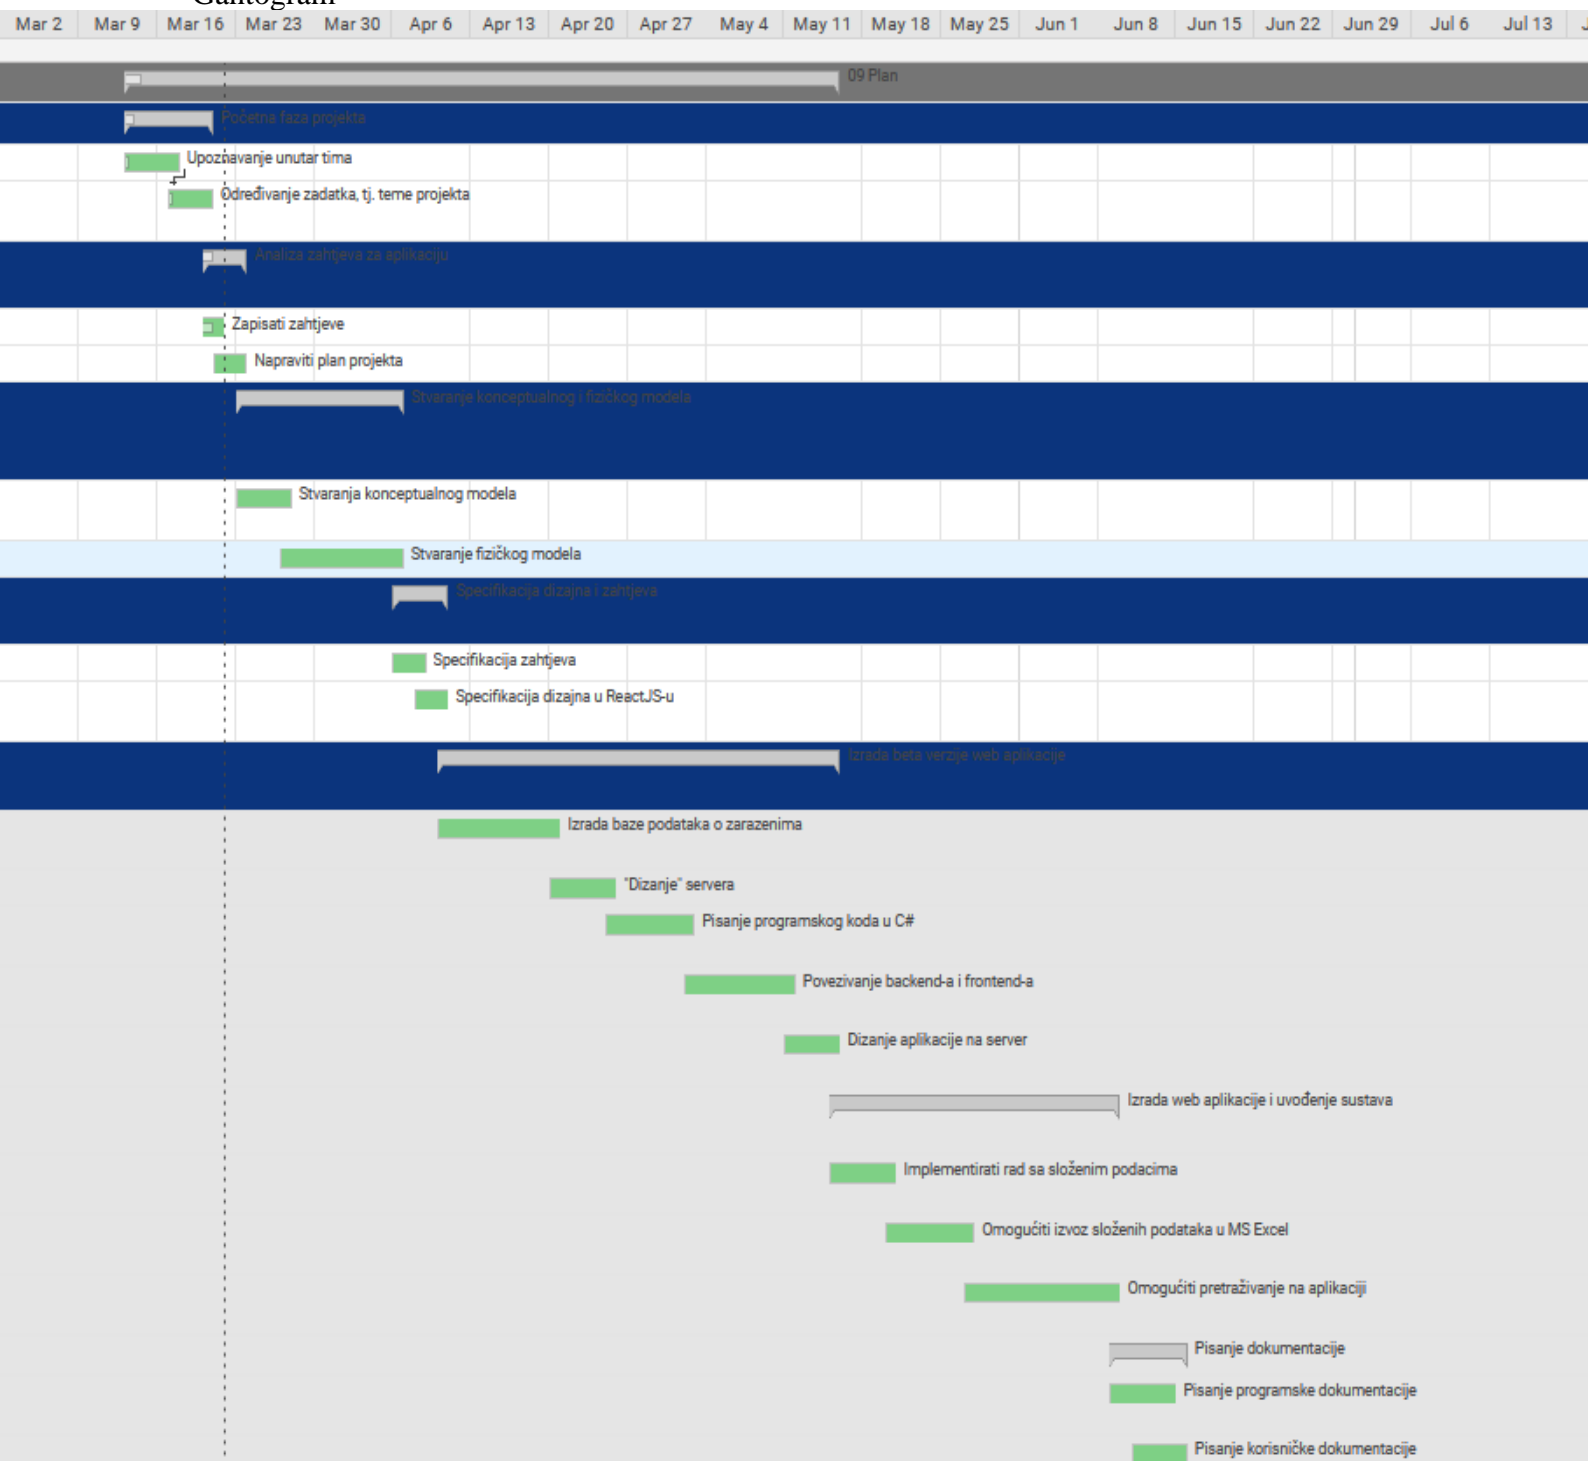 Gantogram
Mar 2 Mar 9 Mar 16 Mar 23 Mar 30 Apr 6 Apr 13 Apr 20 Apr 27 May 4 May 11 May 18 May 25 Jun 1 Jun 8 Jun 15 Jun 22 Jun 29 Jul 6 Jul 13
09 Plan
Početna faza projekta
Upoznavanje unutar tima
Određivanje zadatka, tj. teme projekta
Analiza zahtjeva za aplikaciju
Zapisati zahtjeve
Napraviti plan projekta
Stvaranje konceptualnog i fizičkog modela
Stvaranja konceptualnog modela
Stvaranje fizičkog modela
Specifikacija dizajna i zahtjeva
Specifikacija zahtjeva
Specifikacija dizajna u ReactJS-u
Izrada beta verzije web aplikacije
Izrada baze podataka o zarazenima
"Dizanje" servera
Pisanje programskog koda u C#
Povezivanje backend-a i frontend-a
Dizanje aplikacije na server
Izrada web aplikacije i uvođenje sustava
Implementirati rad sa složenim podacima
Omogućiti izvoz složenih podataka u MS Excel
Omogućiti pretraživanje na aplikaciji
Pisanje dokumentacije
Pisanje programske dokumentacije
Pisanje korisničke dokumentacije